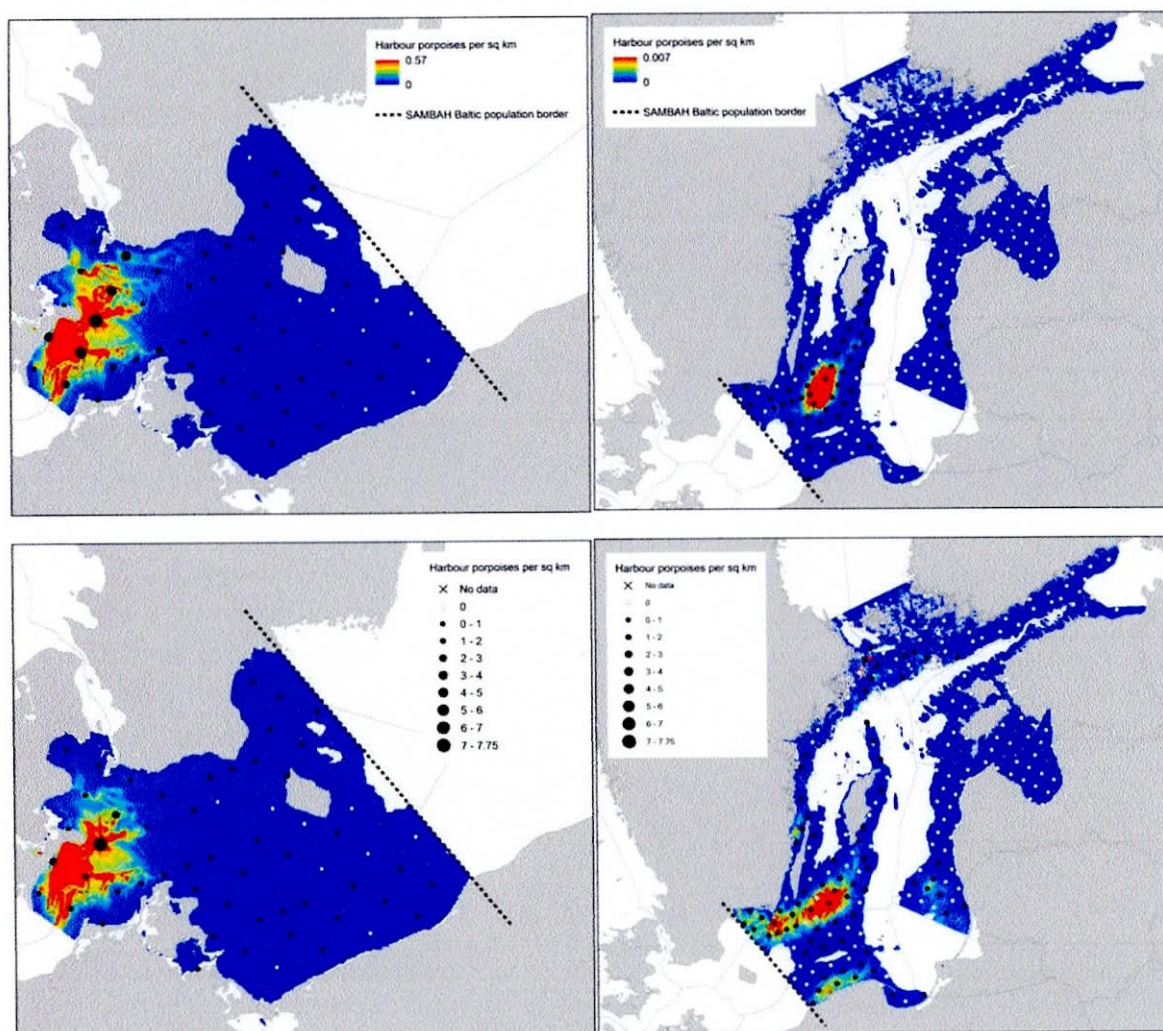 Harbour porpoises per sq km
0.57
0
SAMBAH Baltic population border
Harbour porpoises per sq km
0.007
0
SAMBAH Baltic population border
Harbour porpoises per sq km
No data
0
0 - 1
1 - 2
2 - 3
3 - 4
4 - 5
5 - 6
6 - 7
7 - 7.75
Harbour porpoises per sq km
No data
0
0 - 1
1 - 2
2 - 3
3 - 4
4 - 5
5 - 6
6 - 7
7 - 7.75